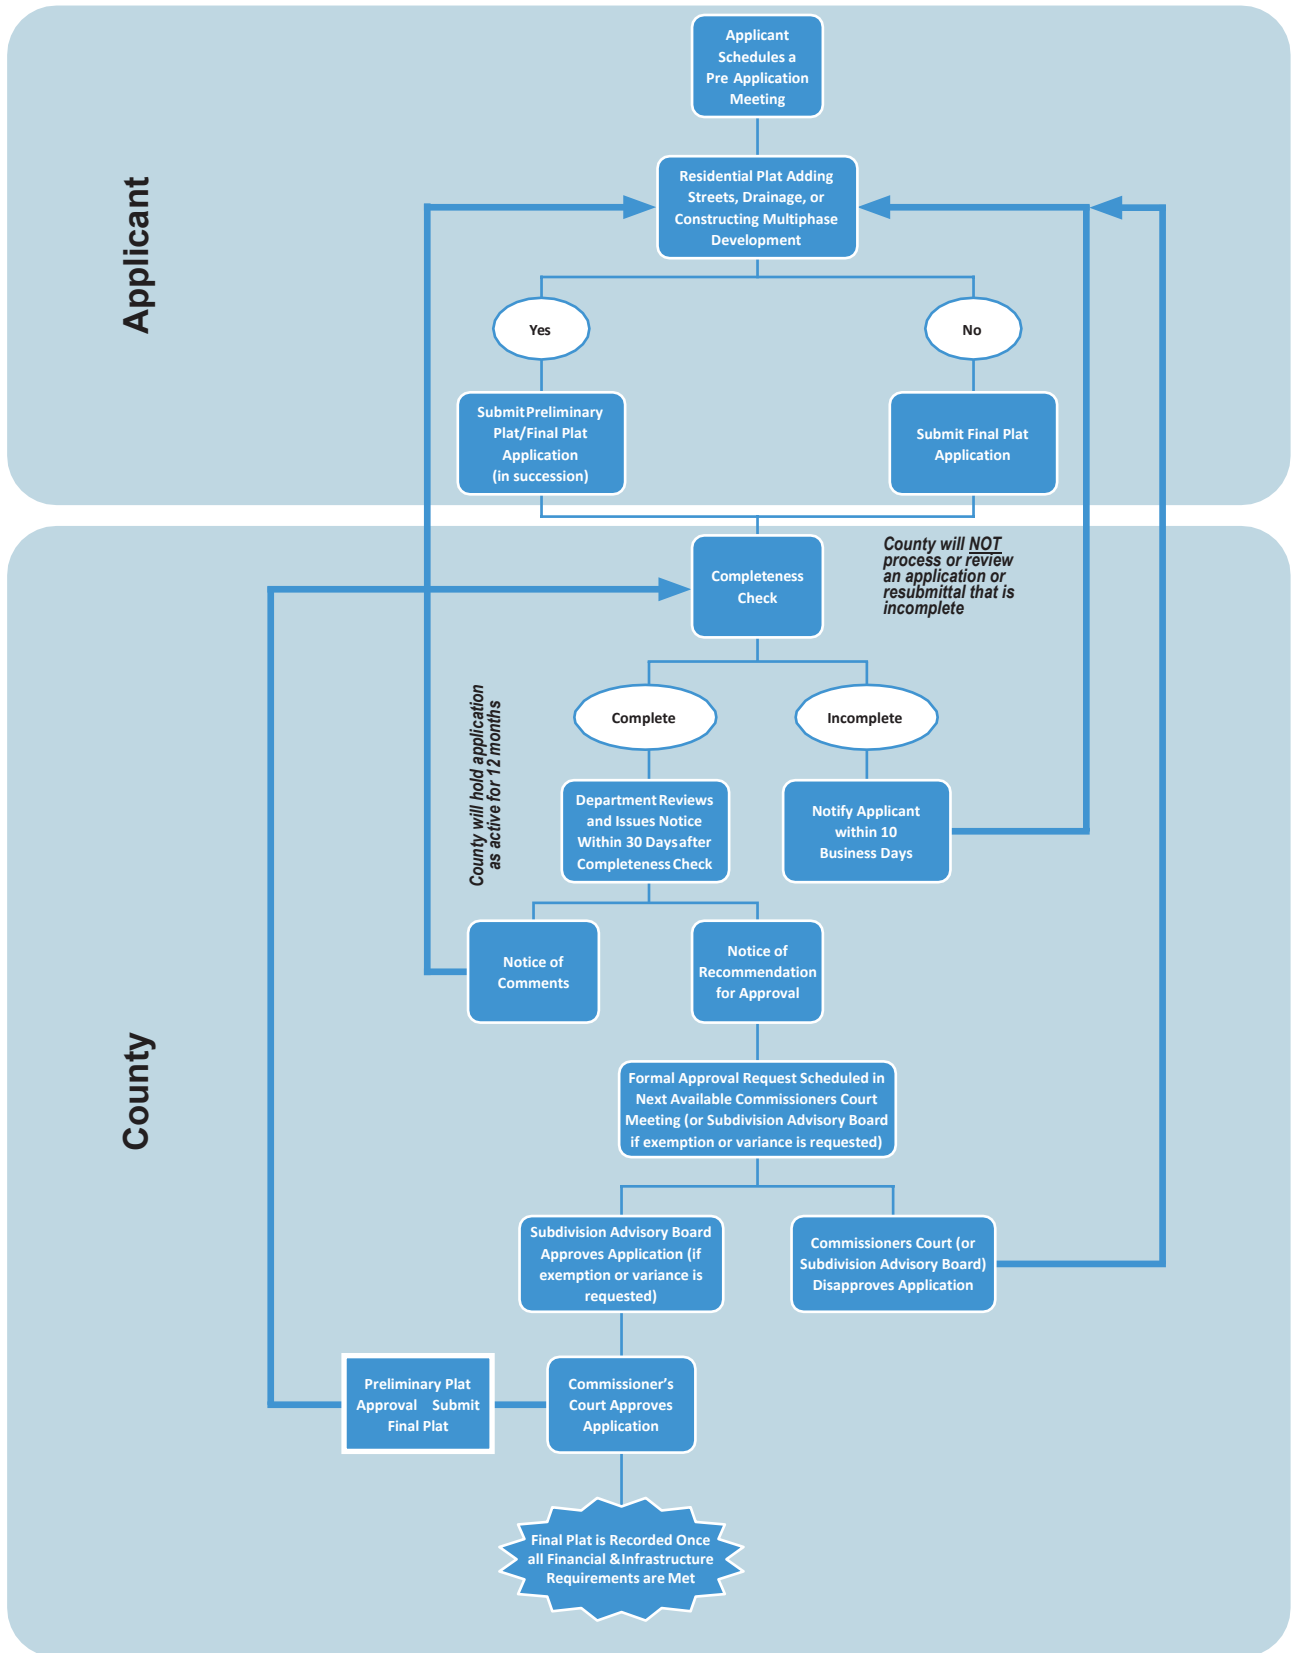 Applicant
Applicant
Schedules a
Pre Application
Meeting
Residential Plat Adding
Streets, Drainage, or
Constructing Multiphase
Development
Yes
No
Submit Preliminary
Plat/Final Plat
Application
(in succession)
Submit Final Plat
Application
County
Completeness
Check
County will NOT
process or review
an application or
resubmittal that is
incomplete
County will hold application
as active for 12 months
Complete
Incomplete
Department Reviews
and Issues Notice
Within 30 Days after
Completeness Check
Notify Applicant
within 10
Business Days
Notice of
Comments
Notice of
Recommendation
for Approval
Formal Approval Request Scheduled in
Next Available Commissioners Court
Meeting (or Subdivision Advisory Board
if exemption or variance is requested)
Subdivision Advisory Board
Approves Application (if
exemption or variance is
requested)
Commissioners Court (or
Subdivision Advisory Board)
Disapproves Application
Preliminary Plat
Approval Submit
Final Plat
Commissioner's
Court Approves
Application
Final Plat is Recorded Once
all Financial & Infrastructure
Requirements are Met